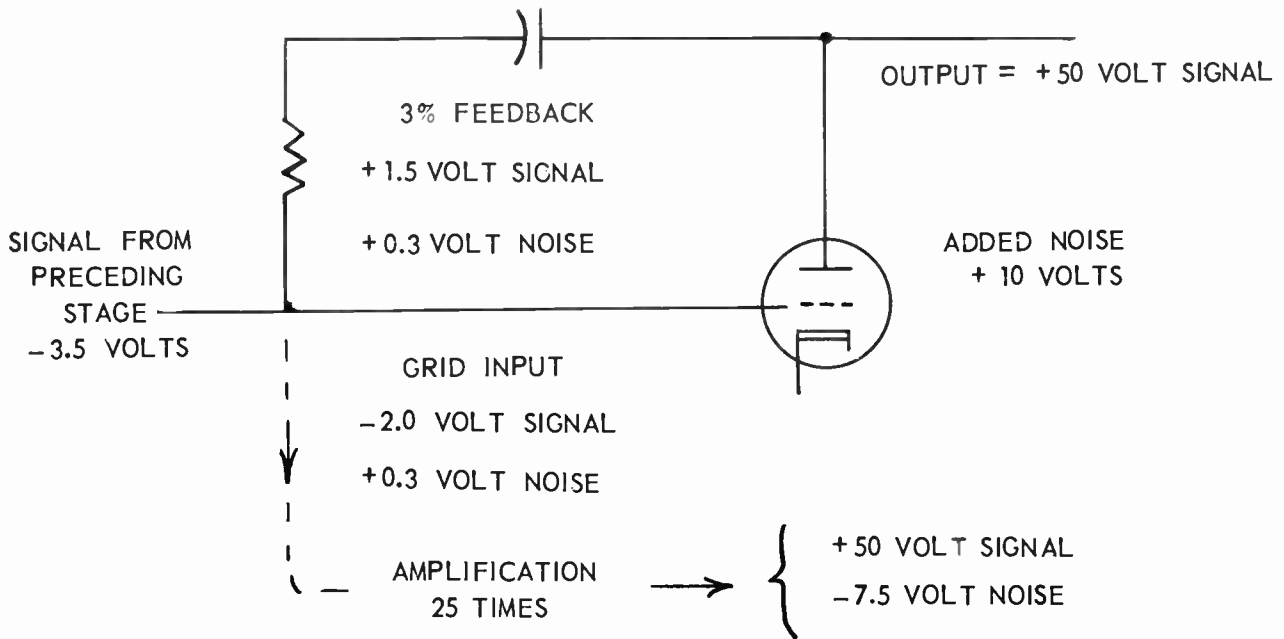 OUTPUT = +50 VOLT SIGNAL
3% FEEDBACK
+1.5 VOLT SIGNAL
+0.3 VOLT NOISE
SIGNAL FROM
PRECEDING
STAGE
-3.5 VOLTS
ADDED NOISE
+ 10 VOLTS
GRID INPUT
-2.0 VOLT SIGNAL
+0.3 VOLT NOISE
AMPLIFICATION
25 TIMES
+50 VOLT SIGNAL
-7.5 VOLT NOISE